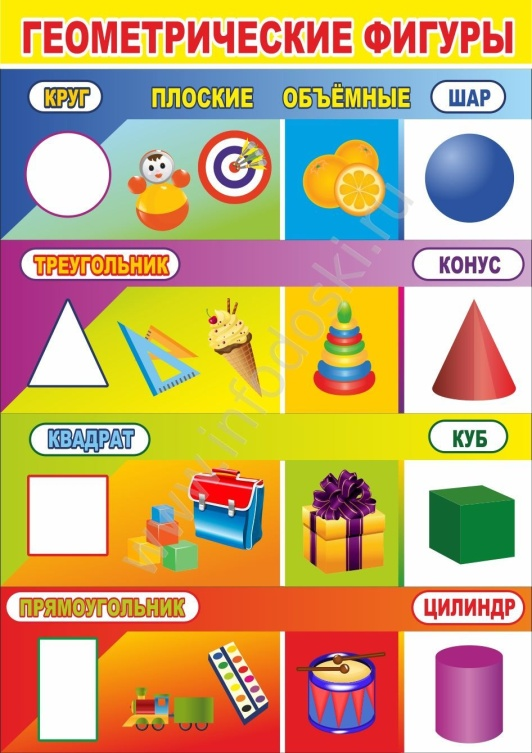 ГЕОМЕТРИЧЕСКИЕ ФИГУРЫ
КРУГ ПЛОСКИЕ ОБЪЁМНЫЕ ШАР
ТРЕУГОЛЬНИК КОНУС
КВАДРАТ КУБ
ПРЯМОУГОЛЬНИК ЦИЛИНДР
www.infodoski.ru